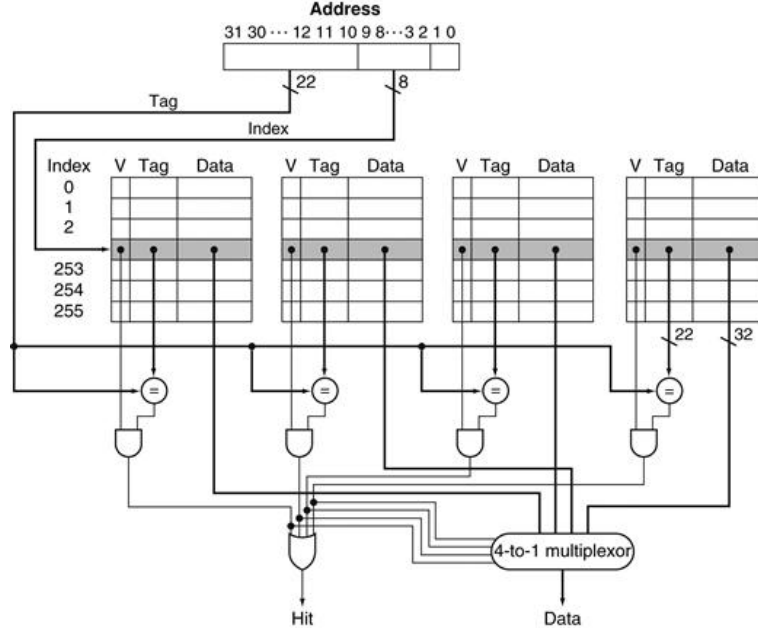 Address
31 30 ··· 12 11 10 9 8···3 2 1 0
22
8
Tag
Index
Index V Tag Data V Tag Data V Tag Data V Tag Data
0
1
2
253
254
255
22
32
= = = =
4-to-1 multiplexor
Hit
Data